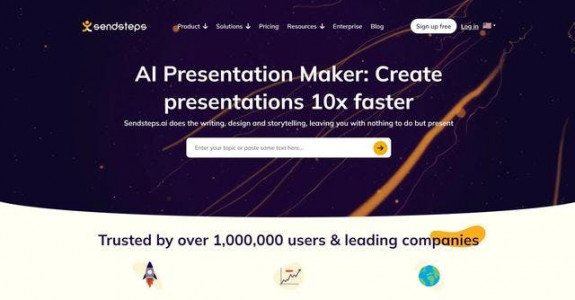 sendsteps Product Solutions Pricing Resources Enterprise Blog Sign up free Log in
AI Presentation Maker: Create
presentations 10x faster
Sendsteps.ai does the writing, design and storytelling, leaving you with nothing to do but present
Enter your topic or paste some text here...
Trusted by over 1,000,000 users & leading companies